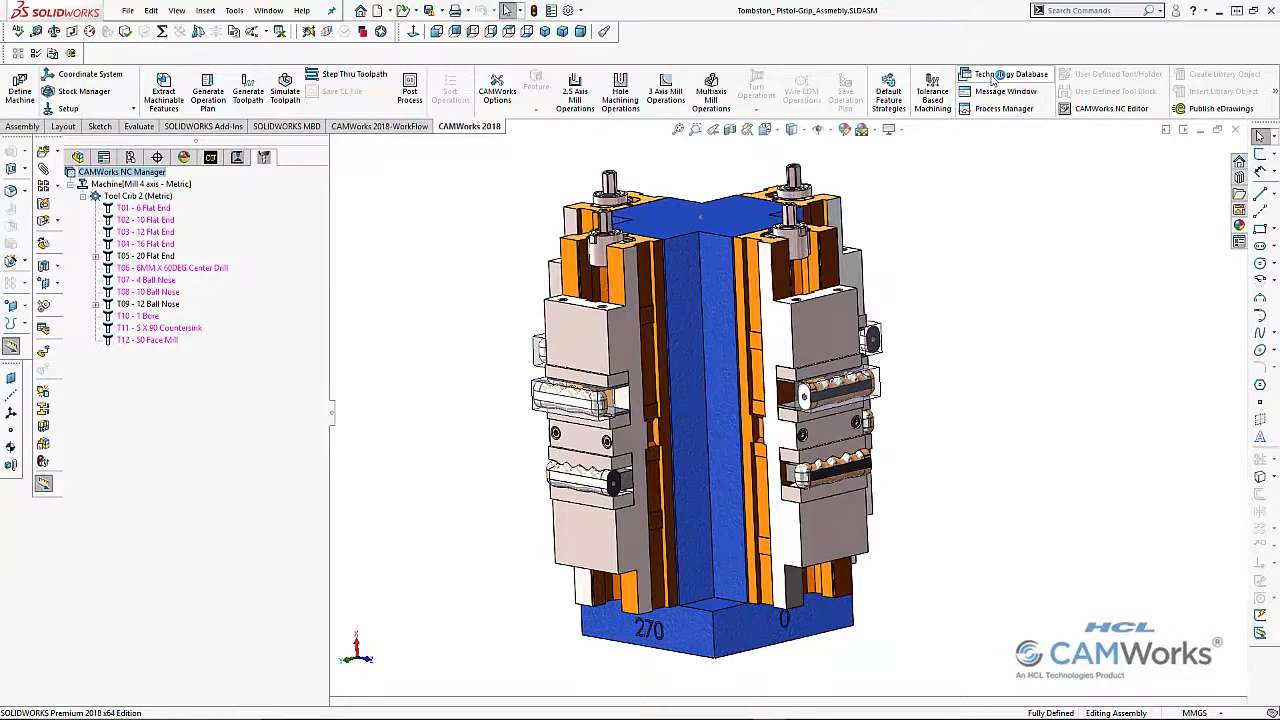 SOLIDWORKS File Edit View Insert Tools Window Help Tombston_ Pistol-Grip_Assmebly.SLDASM Search Commands
Define Machine
Coordinate System
Stock Manager
Setup
Extract Machinable Features
Generate Operation Plan
Generate Toolpath
Simulate Toolpath
Step Thru Toolpath
Save CL File
Post Process
Sort Operations
CAMWorks Options
Feature
2.5 Axis Mill Operations
Hole Machining Operations
3 Axis Mill Operations
Multiaxis Mill Operations
Turn Operations
Wire EDM Operations
Save Operation Plan
Default Feature Strategies
Tolerance Based Machining
Technology Database
Message Window
Process Manager
User Defined Tool/Holder
User Defined Tool Block
CAMWorks NC Editor
Create Library Object
Insert Library Object
Publish eDrawings
Assembly Layout Sketch Evaluate SOLIDWORKS Add-Ins SOLIDWORKS MBD CAMWorks 2018-WorkFlow CAMWorks 2018
CAMWorks NC Manager
Machine[Mill 4 axis - Metric]
Tool Crib 2 (Metric)
T01 - 6 Flat End
T02 - 10 Flat End
T03 - 12 Flat End
T04 - 16 Flat End
T05 - 20 Flat End
T06 - 6MM X 60DEG Center Drill
T07 - 4 Ball Nose
T08 - 10 Ball Nose
T09 - 12 Ball Nose
T10 - 1 Bore
T11 - 5 X 90 Countersink
T12 - 50 Face Mill
270 0
HCL
CAMWorks®
An HCL Technologies Product
SOLIDWORKS Premium 2018 x64 Edition Fully Defined Editing Assembly MMGS